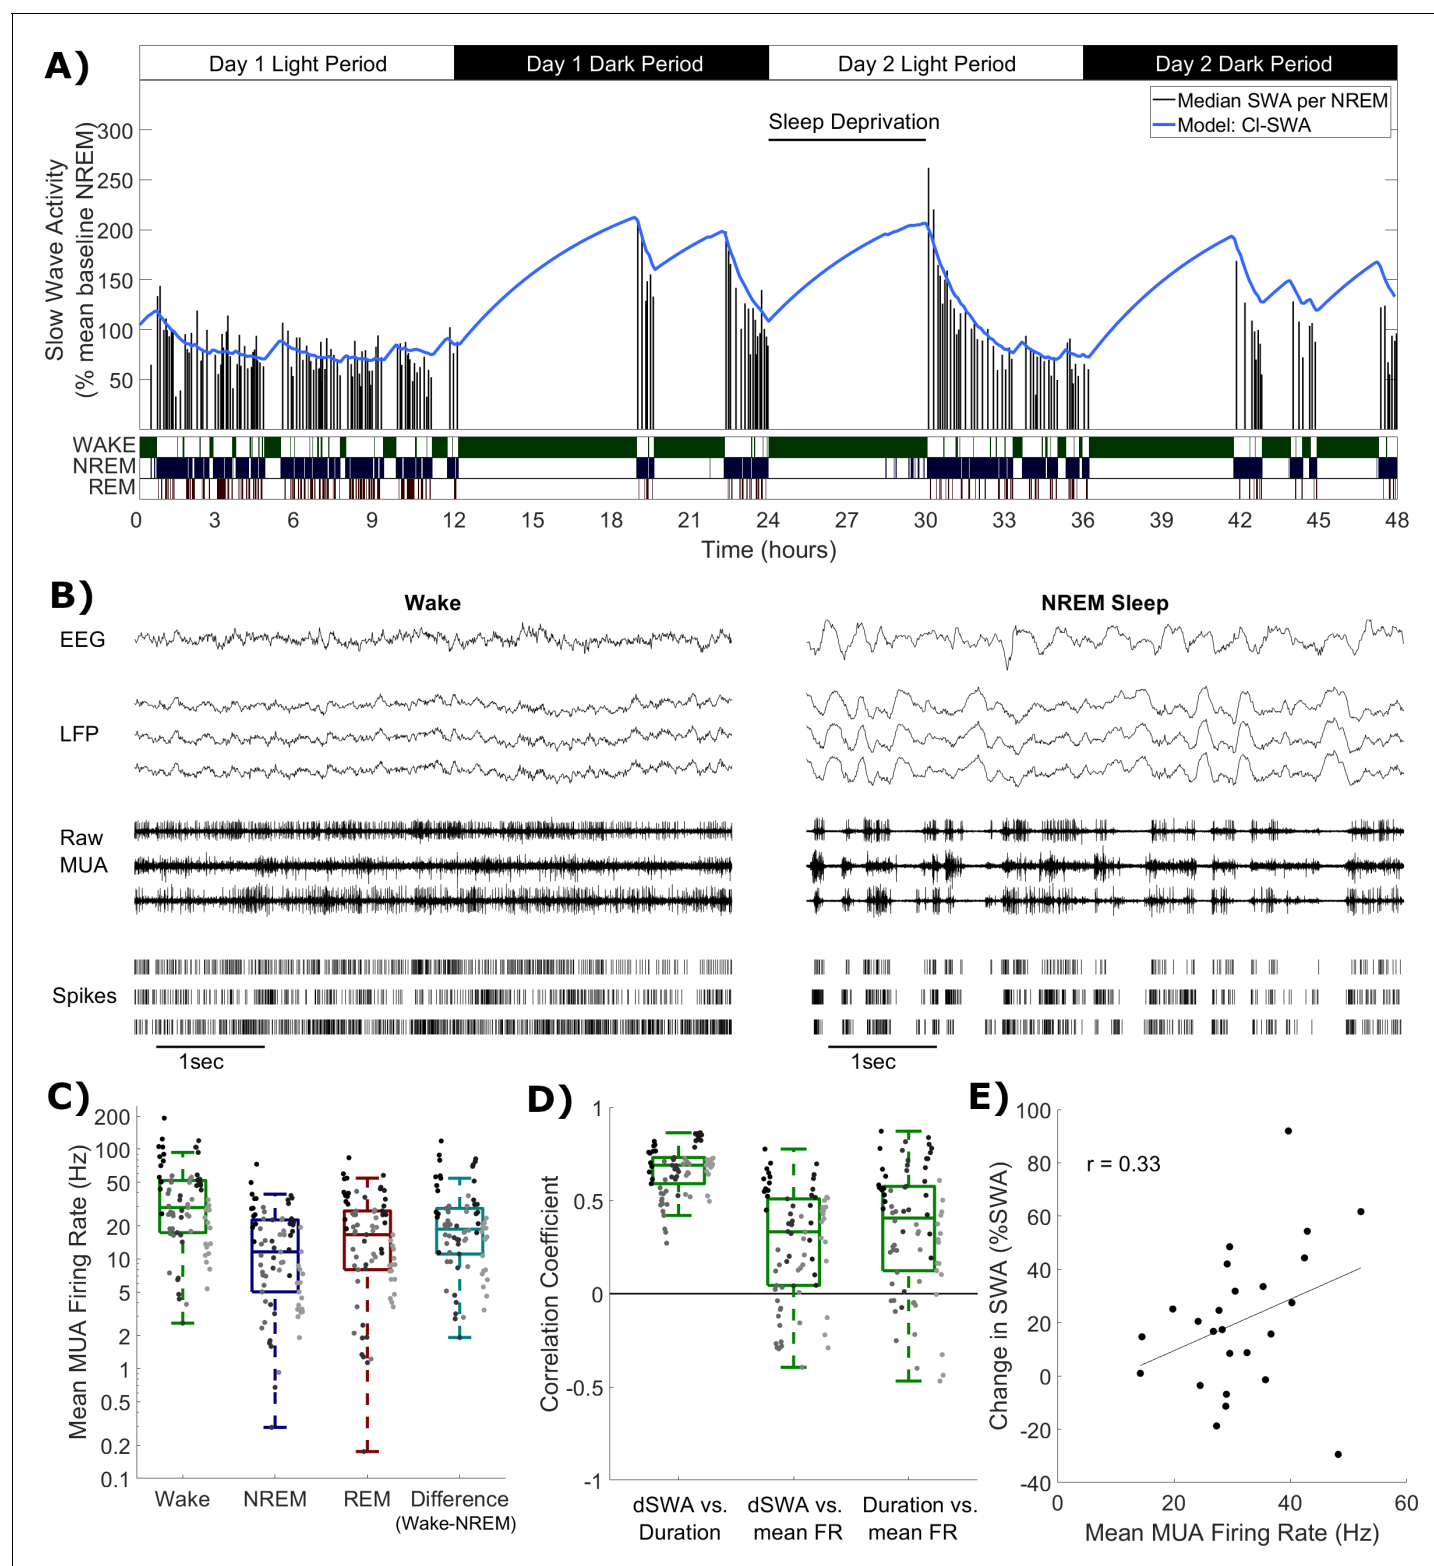 A)
Day 1 Light Period
Day 1 Dark Period
Day 2 Light Period
Day 2 Dark Period
Slow Wave Activity
(% mean baseline NREM)
300
250
200
150
100
50
Sleep Deprivation
Median SWA per NREM
Model: Cl-SWA
WAKE
NREM
REM
0 3 6 9 12 15 18 21 24 27 30 33 36 39 42 45 48
Time (hours)
B)
Wake
NREM Sleep
EEG
LFP
Raw
MUA
Spikes
1sec
1sec
C)
Mean MUA Firing Rate (Hz)
200
100
50
20
10
5
2
1
0.5
0.2
0.1
Wake
NREM
REM
Difference
(Wake-NREM)
D)
Correlation Coefficient
1
0.5
0
-0.5
-1
dSWA vs.
Duration
dSWA vs.
mean FR
Duration vs.
mean FR
E)
Change in SWA (%SWA)
100
80
60
40
20
0
-20
-40
r = 0.33
0 20 40 60
Mean MUA Firing Rate (Hz)